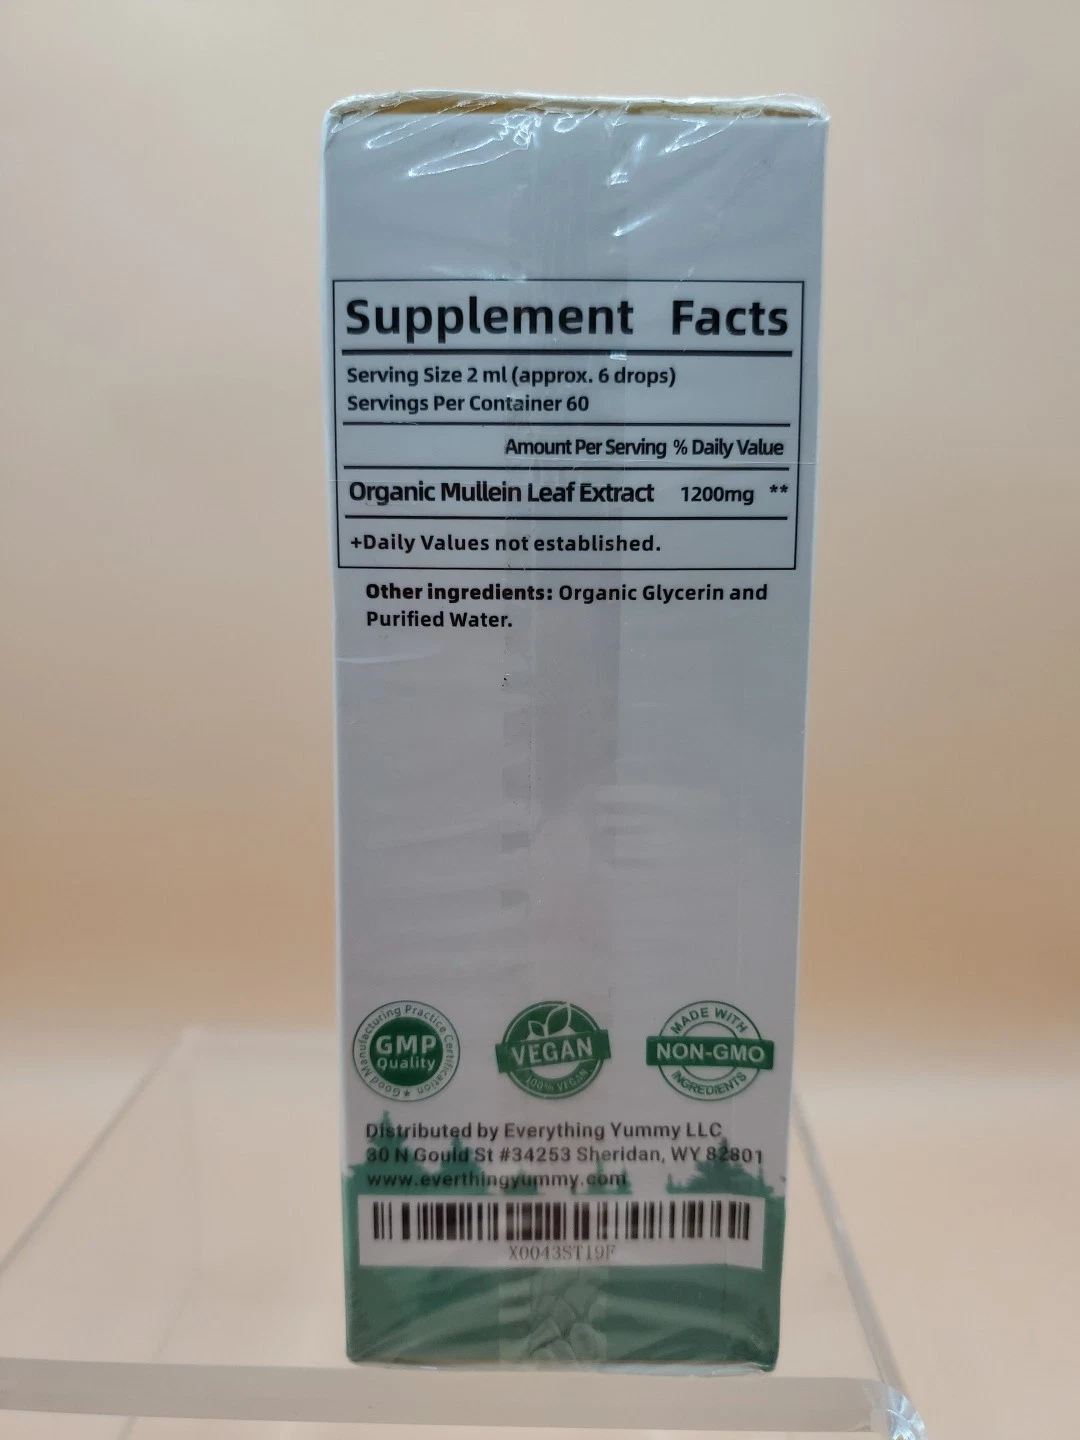 Supplement Facts
Serving Size 2 ml (approx. 6 drops)
Servings Per Container 60
Amount Per Serving % Daily Value
Organic Mullein Leaf Extract 1200mg **
+Daily Values not established.
Other ingredients: Organic Glycerin and
Purified Water.
Good Manufacturing Practice Certification
GMP
Quality
VEGAN
100% VEGAN
MADE WITH
NON-GMO
INGREDIENTS
Distributed by Everything Yummy LLC
30 N Gould St #34253 Sheridan, WY 82801
www.everthingyummy.com
X0043ST19F